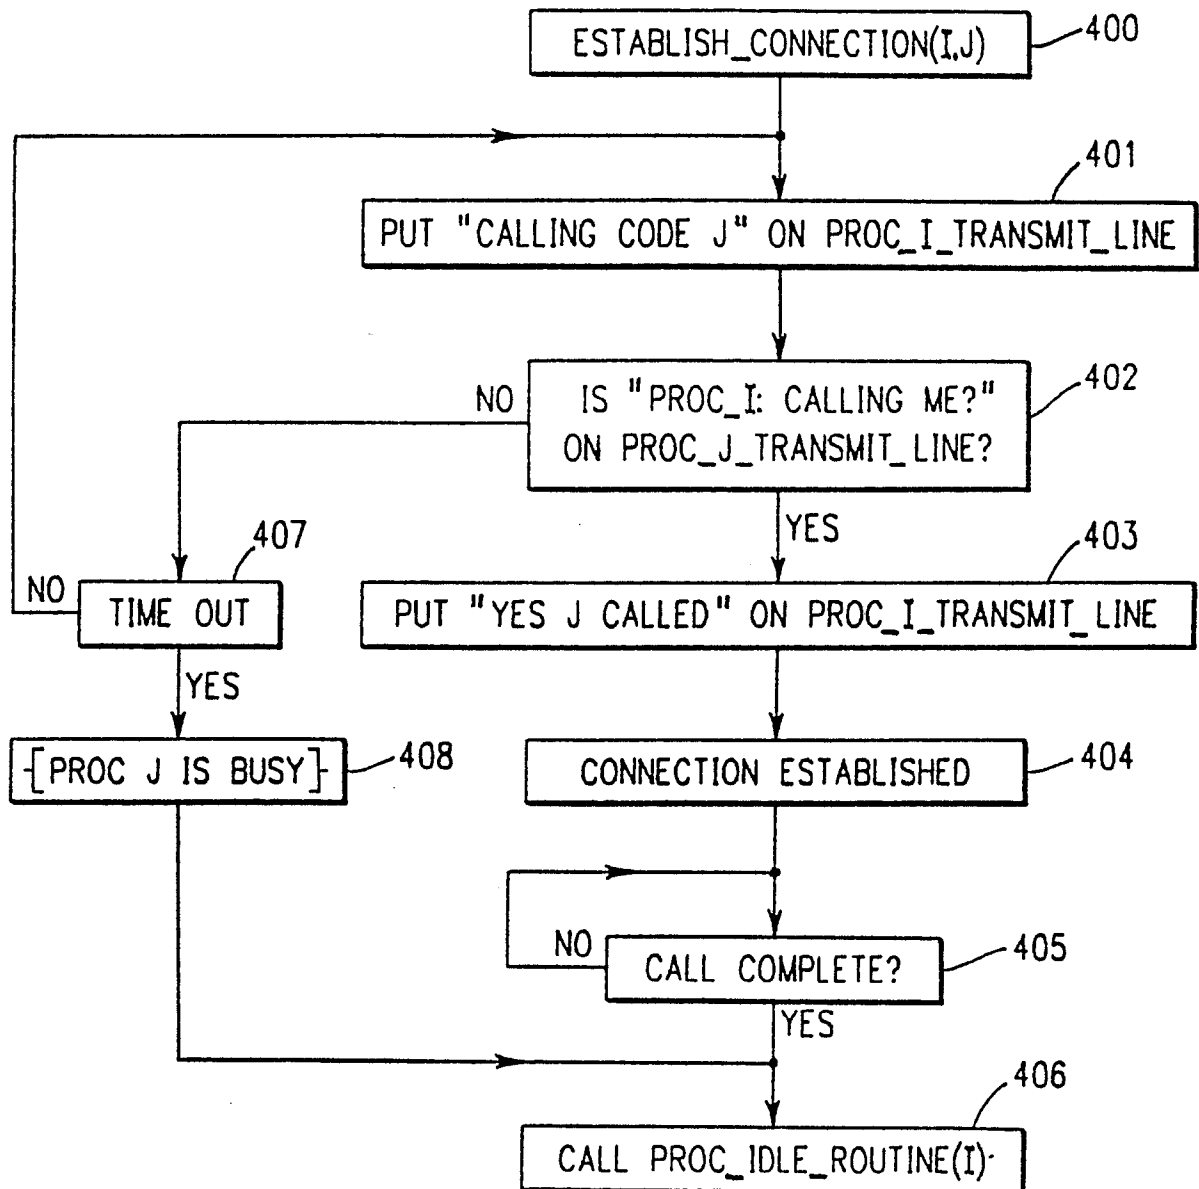 ESTABLISH_CONNECTION(I,J)
400
401
PUT "CALLING CODE J" ON PROC_I_TRANSMIT_LINE
402
NO
IS "PROC_I: CALLING ME?"
ON PROC_J_TRANSMIT_LINE?
YES
407
403
NO
TIME OUT
PUT "YES J CALLED" ON PROC_I_TRANSMIT_LINE
YES
-[PROC J IS BUSY]-
408
CONNECTION ESTABLISHED
404
NO
CALL COMPLETE?
405
YES
406
CALL PROC_IDLE_ROUTINE(I)